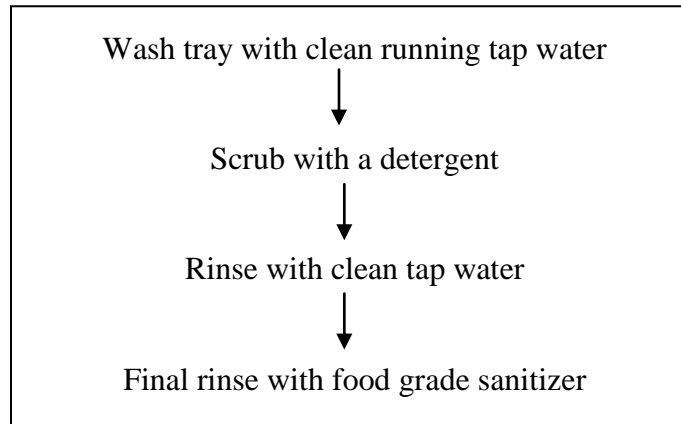 Wash tray with clean running tap water
Scrub with a detergent
Rinse with clean tap water
Final rinse with food grade sanitizer